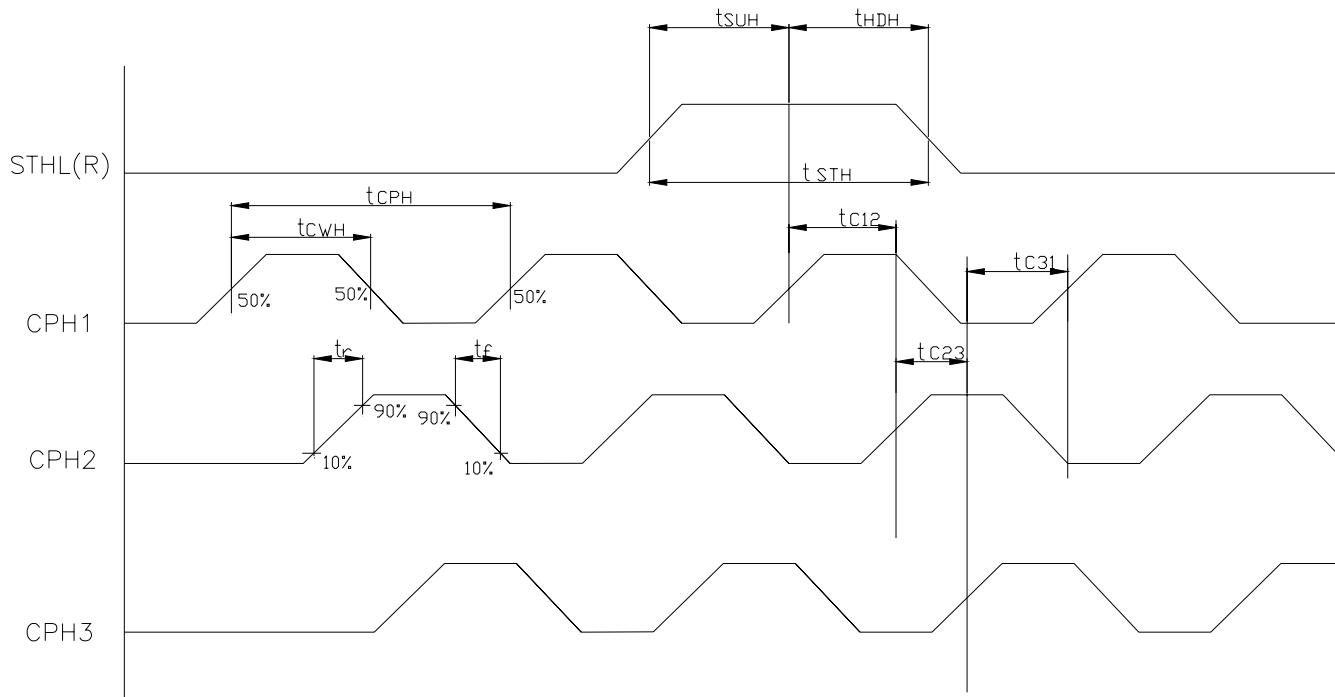 tSUH
tHDH
STHL(R)
tSTH
tCPH
tC12
tCWH
tC31
50%
50%
50%
CPH1
tr
tf
tC23
90%
90%
CPH2
10%
10%
CPH3